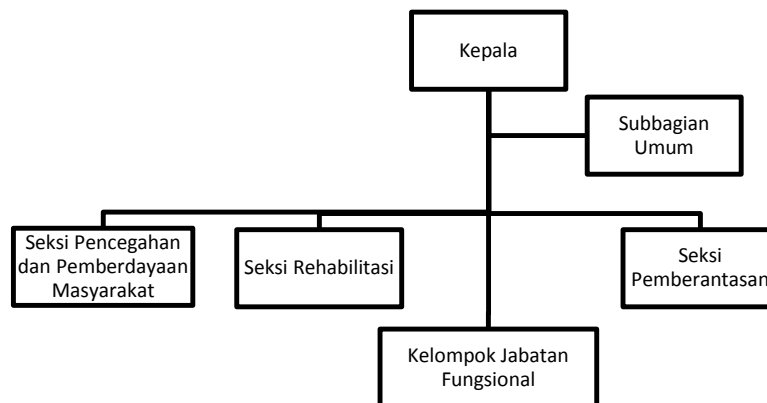 Kepala
Subbagian
Umum
Seksi Pencegahan
dan Pemberdayaan
Masyarakat
Seksi Rehabilitasi
Seksi
Pemberantasan
Kelompok Jabatan
Fungsional